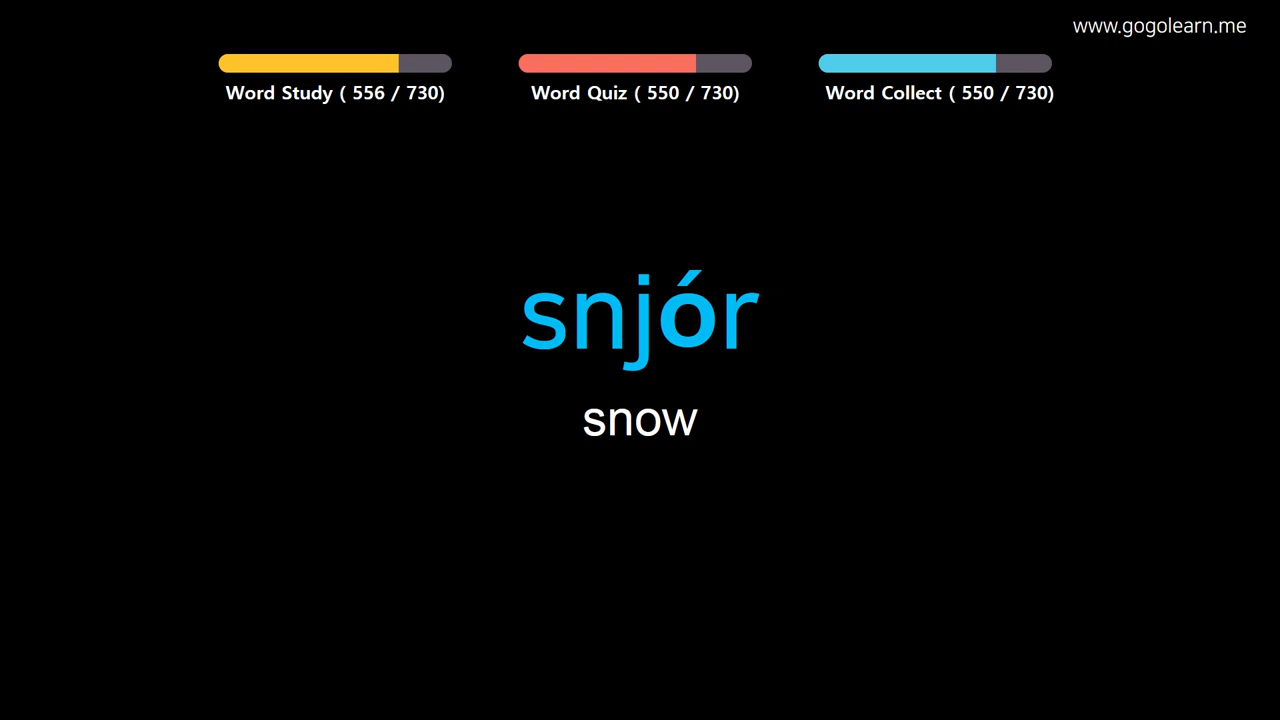 www.gogolearn.me
Word Study ( 556 / 730)
Word Quiz ( 550 / 730)
Word Collect ( 550 / 730)
snjór
snow